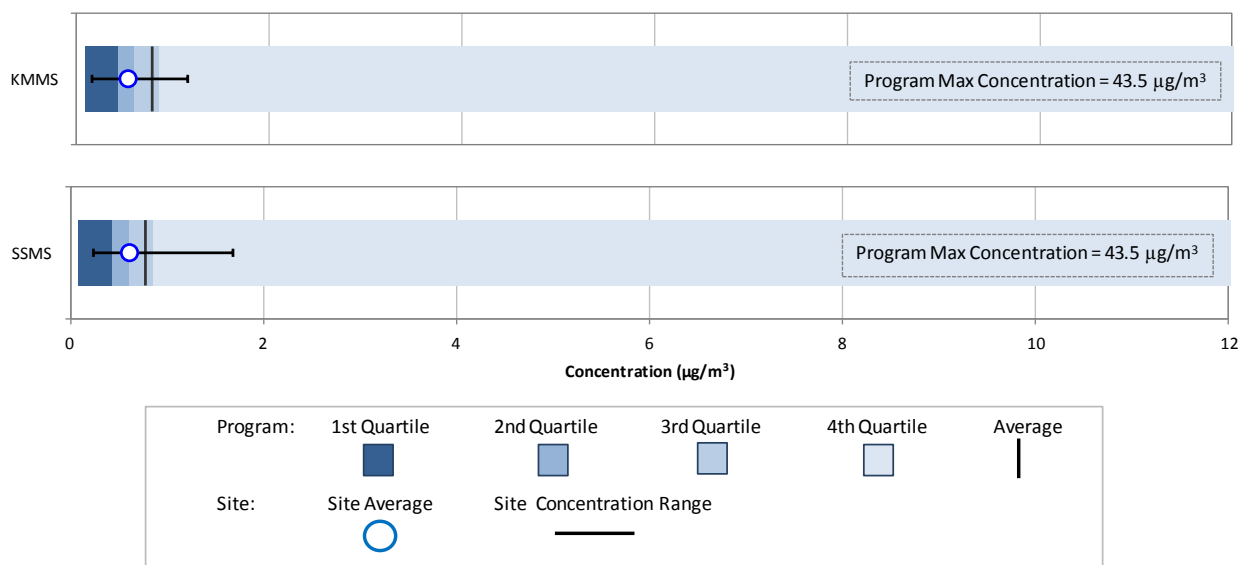 KMMS
Program Max Concentration = 43.5 µg/m³
SSMS
Program Max Concentration = 43.5 µg/m³
0 2 4 6 8 10 12
Concentration (µg/m³)
Program: 1st Quartile 2nd Quartile 3rd Quartile 4th Quartile Average
Site: Site Average Site Concentration Range